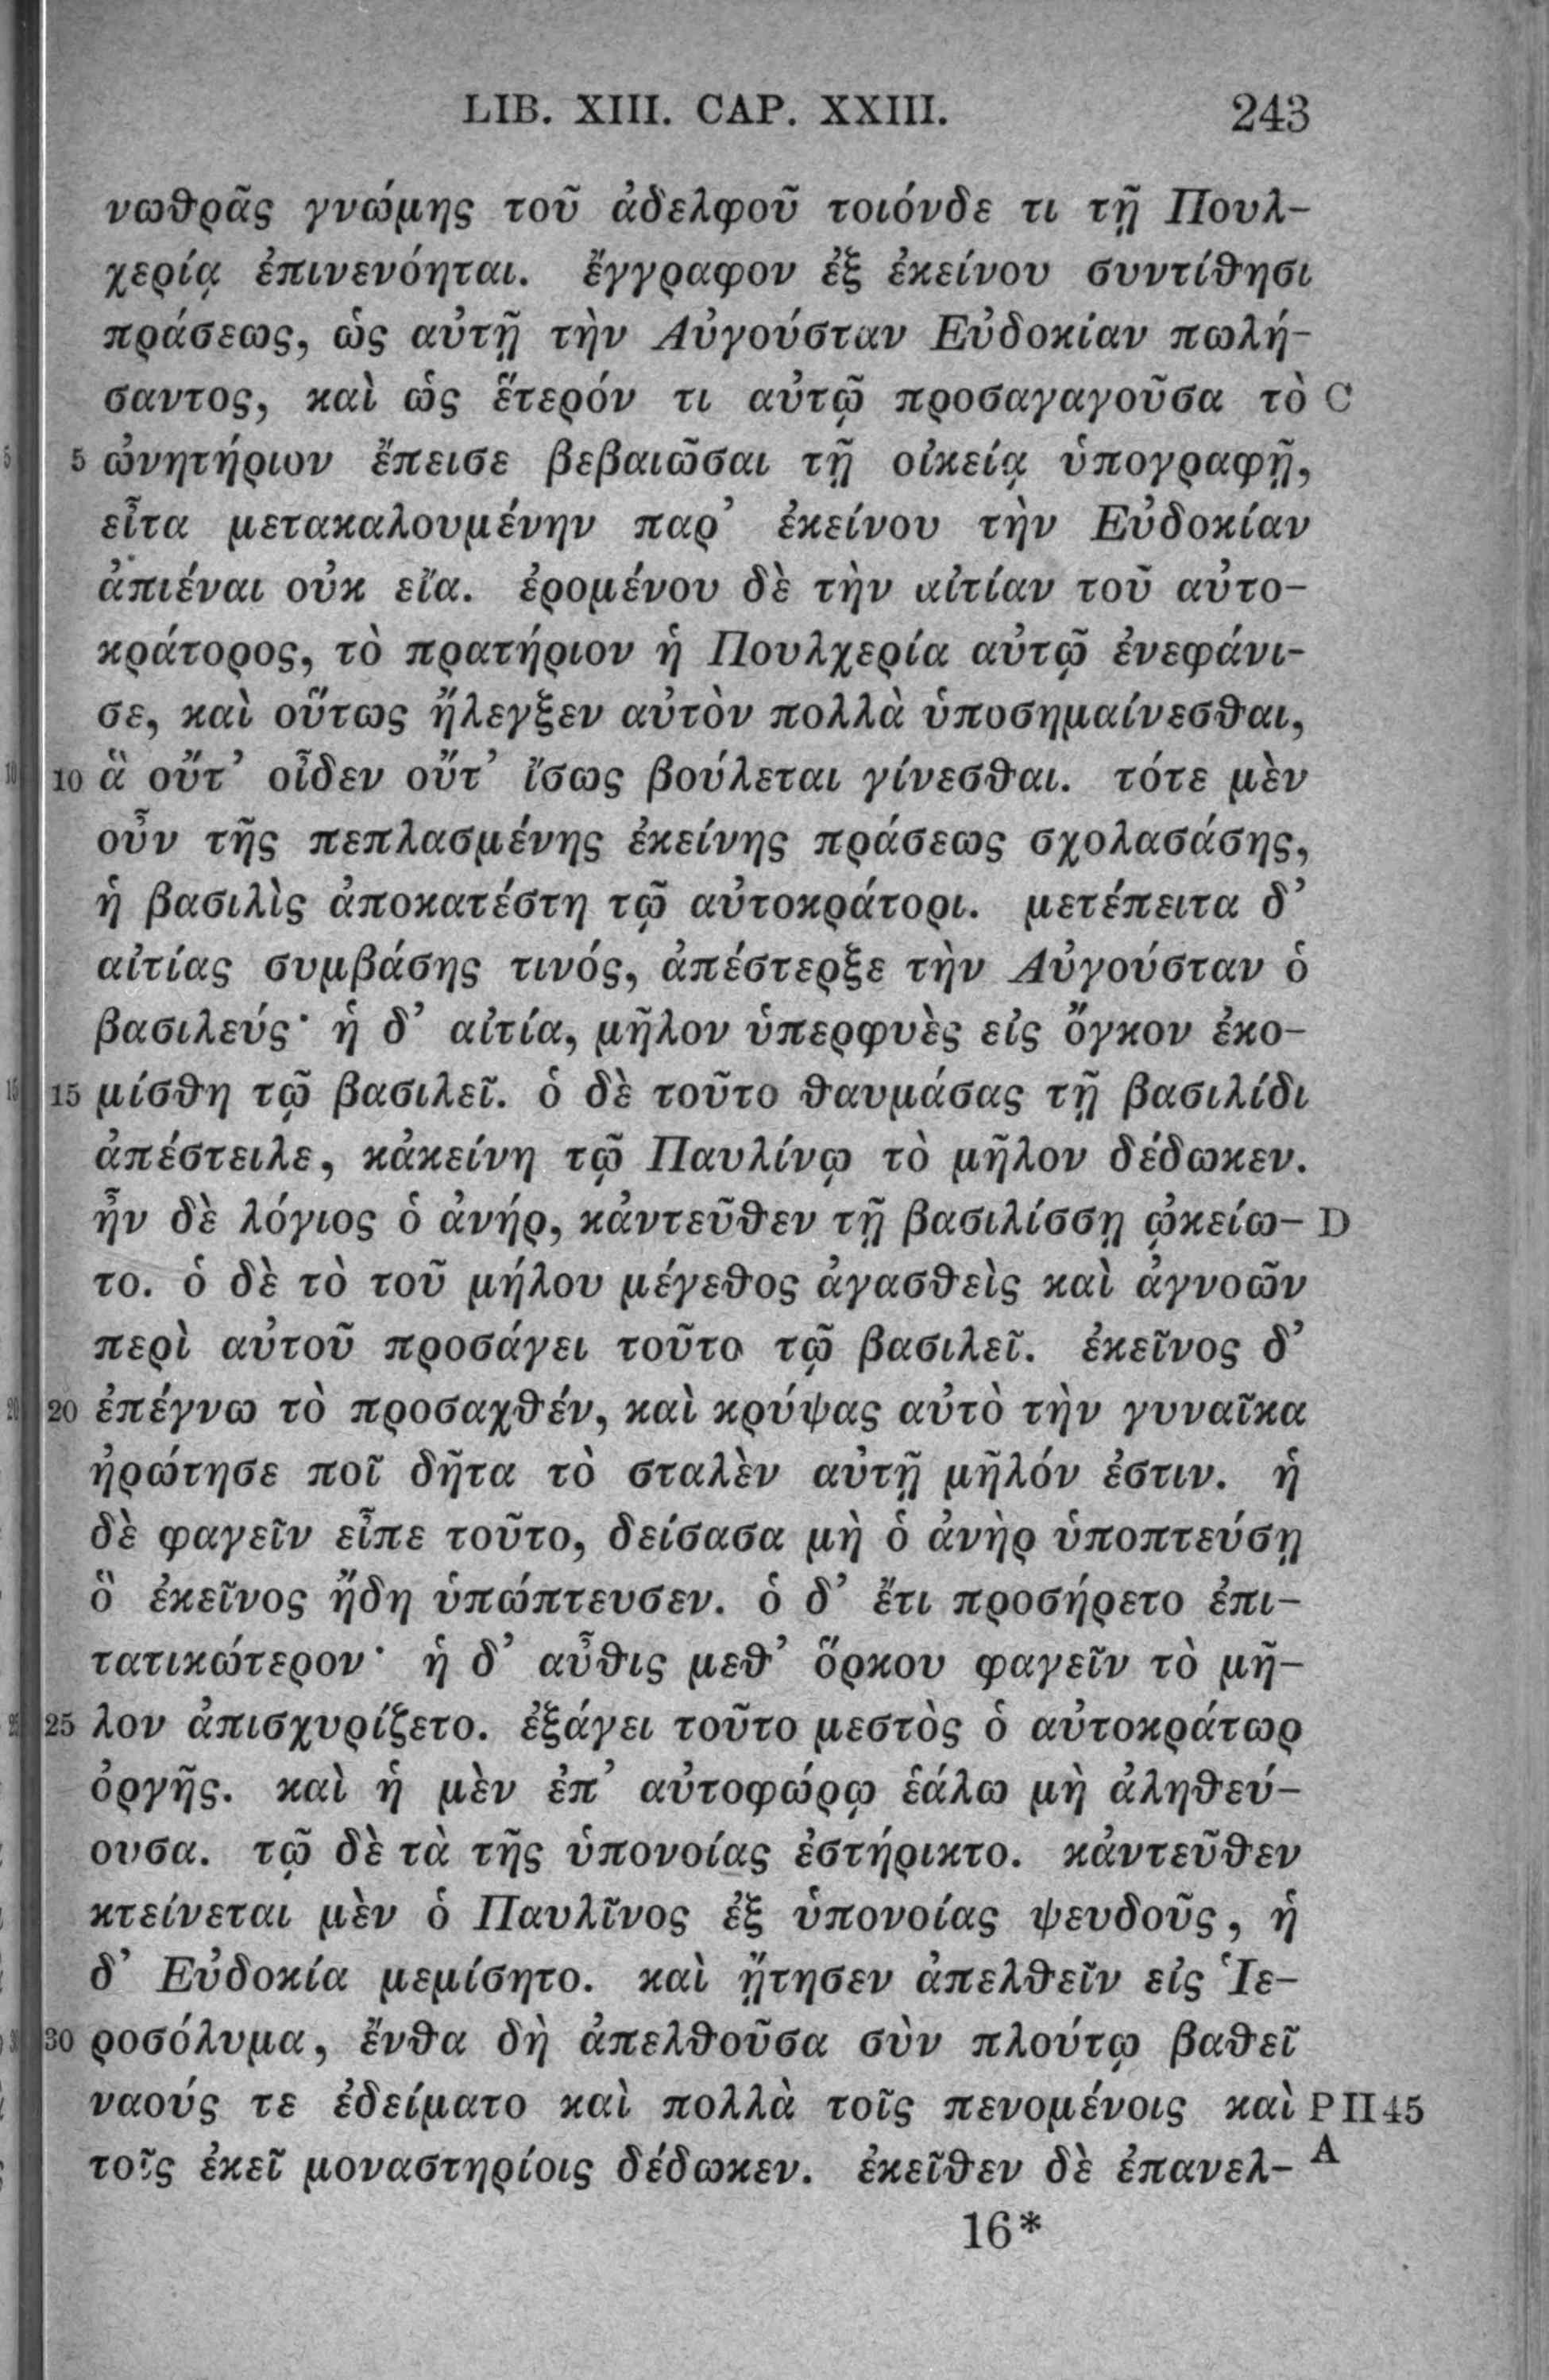 LIB. XIII. CAP. XXIII. 243
νωθρᾶς γνώμης τοῦ ἀδελφοῦ τοιόνδε τι τῇ Πουλ-
χερίᾳ ἐπινενόηται. ἔγγραφον ἐξ ἐκείνου συντίθησι
πράσεως, ὡς αὐτῇ τὴν Αὐγούσταν Εὐδοκίαν πωλή-
σαντος, καὶ ὡς ἕτερόν τι αὐτῷ προσαγαγοῦσα τὸ C
5 ὠνητήριον ἔπεισε βεβαιῶσαι τῇ οἰκείᾳ ὑπογραφῇ,
εἶτα μετακαλουμένην παρ’ ἐκείνου τὴν Εὐδοκίαν
ἀπιέναι οὐκ εἴα. ἐρομένου δὲ τὴν αἰτίαν τοῦ αὐτο-
κράτορος, τὸ πρατήριον ἡ Πουλχερία αὐτῷ ἐνεφάνι-
σε, καὶ οὕτως ἤλεγξεν αὐτὸν πολλὰ ὑποσημαίνεσθαι,
10 ἃ οὔτ’ οἶδεν οὔτ’ ἴσως βούλεται γίνεσθαι. τότε μὲν
οὖν τῆς πεπλασμένης ἐκείνης πράσεως σχολασάσης,
ἡ βασιλὶς ἀποκατέστη τῷ αὐτοκράτορι. μετέπειτα δ’
αἰτίας συμβάσης τινός, ἀπέστερξε τὴν Αὐγούσταν ὁ
βασιλεύς· ἡ δ’ αἰτία, μῆλον ὑπερφυὲς εἰς ὄγκον ἐκο-
15 μίσθη τῷ βασιλεῖ. ὁ δὲ τοῦτο θαυμάσας τῇ βασιλίδι
ἀπέστειλε, κἀκείνη τῷ Παυλίνῳ τὸ μῆλον δέδωκεν.
ἦν δὲ λόγιος ὁ ἀνήρ, κἀντεῦθεν τῇ βασιλίσσῃ ᾠκείω- D
το. ὁ δὲ τὸ τοῦ μήλου μέγεθος ἀγασθεὶς καὶ ἀγνοῶν
περὶ αὐτοῦ προσάγει τοῦτο τῷ βασιλεῖ. ἐκεῖνος δ’
20 ἐπέγνω τὸ προσαχθέν, καὶ κρύψας αὐτὸ τὴν γυναῖκα
ἠρώτησε ποῖ δῆτα τὸ σταλὲν αὐτῇ μῆλόν ἐστιν. ἡ
δὲ φαγεῖν εἶπε τοῦτο, δείσασα μὴ ὁ ἀνὴρ ὑποπτεύσῃ
ὃ ἐκεῖνος ἤδη ὑπώπτευσεν. ὁ δ’ ἔτι προσήρετο ἐπι-
τατικώτερον· ἡ δ’ αὖθις μεθ’ ὅρκου φαγεῖν τὸ μῆ-
25 λον ἀπισχυρίζετο. ἐξάγει τοῦτο μεστὸς ὁ αὐτοκράτωρ
ὀργῆς. καὶ ἡ μὲν ἐπ’ αὐτοφώρῳ ἑάλω μὴ ἀληθεύ-
ουσα. τῷ δὲ τὰ τῆς ὑπονοίας ἐστήρικτο. κἀντεῦθεν
κτείνεται μὲν ὁ Παυλῖνος ἐξ ὑπονοίας ψευδοῦς, ἡ
δ’ Εὐδοκία μεμίσητο. καὶ ᾔτησεν ἀπελθεῖν εἰς Ἱε-
30 ροσόλυμα, ἔνθα δὴ ἀπελθοῦσα σὺν πλούτῳ βαθεῖ
ναούς τε ἐδείματο καὶ πολλὰ τοῖς πενομένοις καὶ P II 45
τοῖς ἐκεῖ μοναστηρίοις δέδωκεν. ἐκεῖθεν δὲ ἐπανελ- A
16*